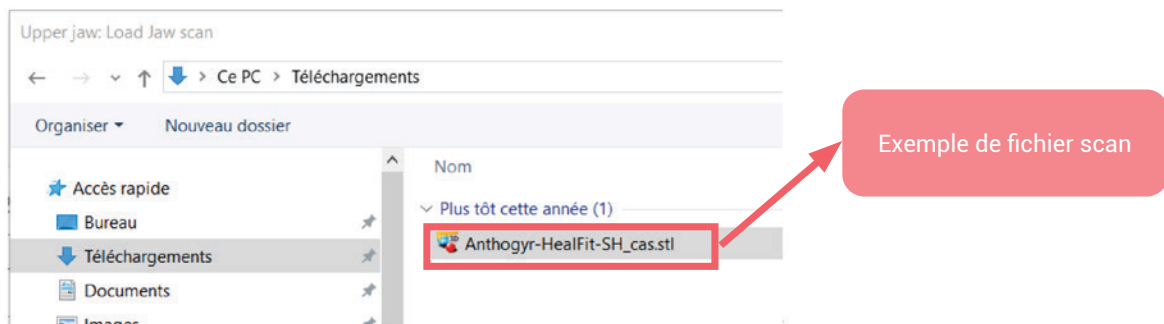 Upper jaw: Load Jaw scan
Ce PC > Téléchargements
Organiser Nouveau dossier
Exemple de fichier scan
Nom
Accès rapide
Plus tôt cette année (1)
Bureau
Anthogyr-HealFit-SH_cas.stl
Téléchargements
Documents
Images